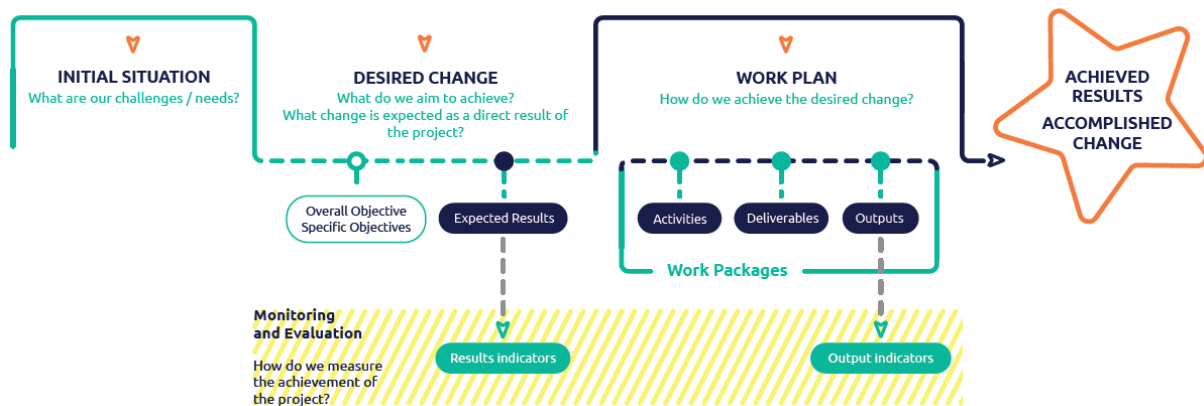 INITIAL SITUATION
What are our challenges / needs?
DESIRED CHANGE
What do we aim to achieve?
What change is expected as a direct result of
the project?
WORK PLAN
How do we achieve the desired change?
ACHIEVED
RESULTS
ACCOMPLISHED
CHANGE
Overall Objective
Specific Objectives
Expected Results
Activities
Deliverables
Outputs
Work Packages
Monitoring
and Evaluation
How do we measure
the achievement of
the project?
Results indicators
Output indicators